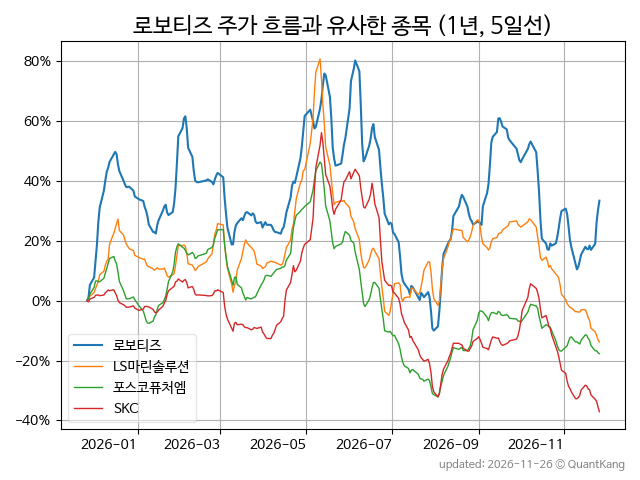 로보티즈 주가 흐름과 유사한 종목 (1년, 5일선)
80%
60%
40%
20%
0%
−20%
−40%
로보티즈
LS마린솔루션
포스코퓨처엠
SKC
2026-01 2026-03 2026-05 2026-07 2026-09 2026-11
updated: 2026-11-26 © QuantKang